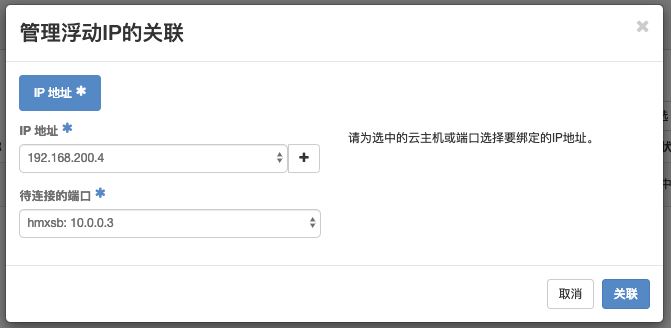 管理浮动IP的关联
×
IP 地址 *
IP 地址 *
请为选中的云主机或端口选择要绑定的IP地址。
192.168.200.4
+
待连接的端口 *
hmxsb: 10.0.0.3
取消
关联